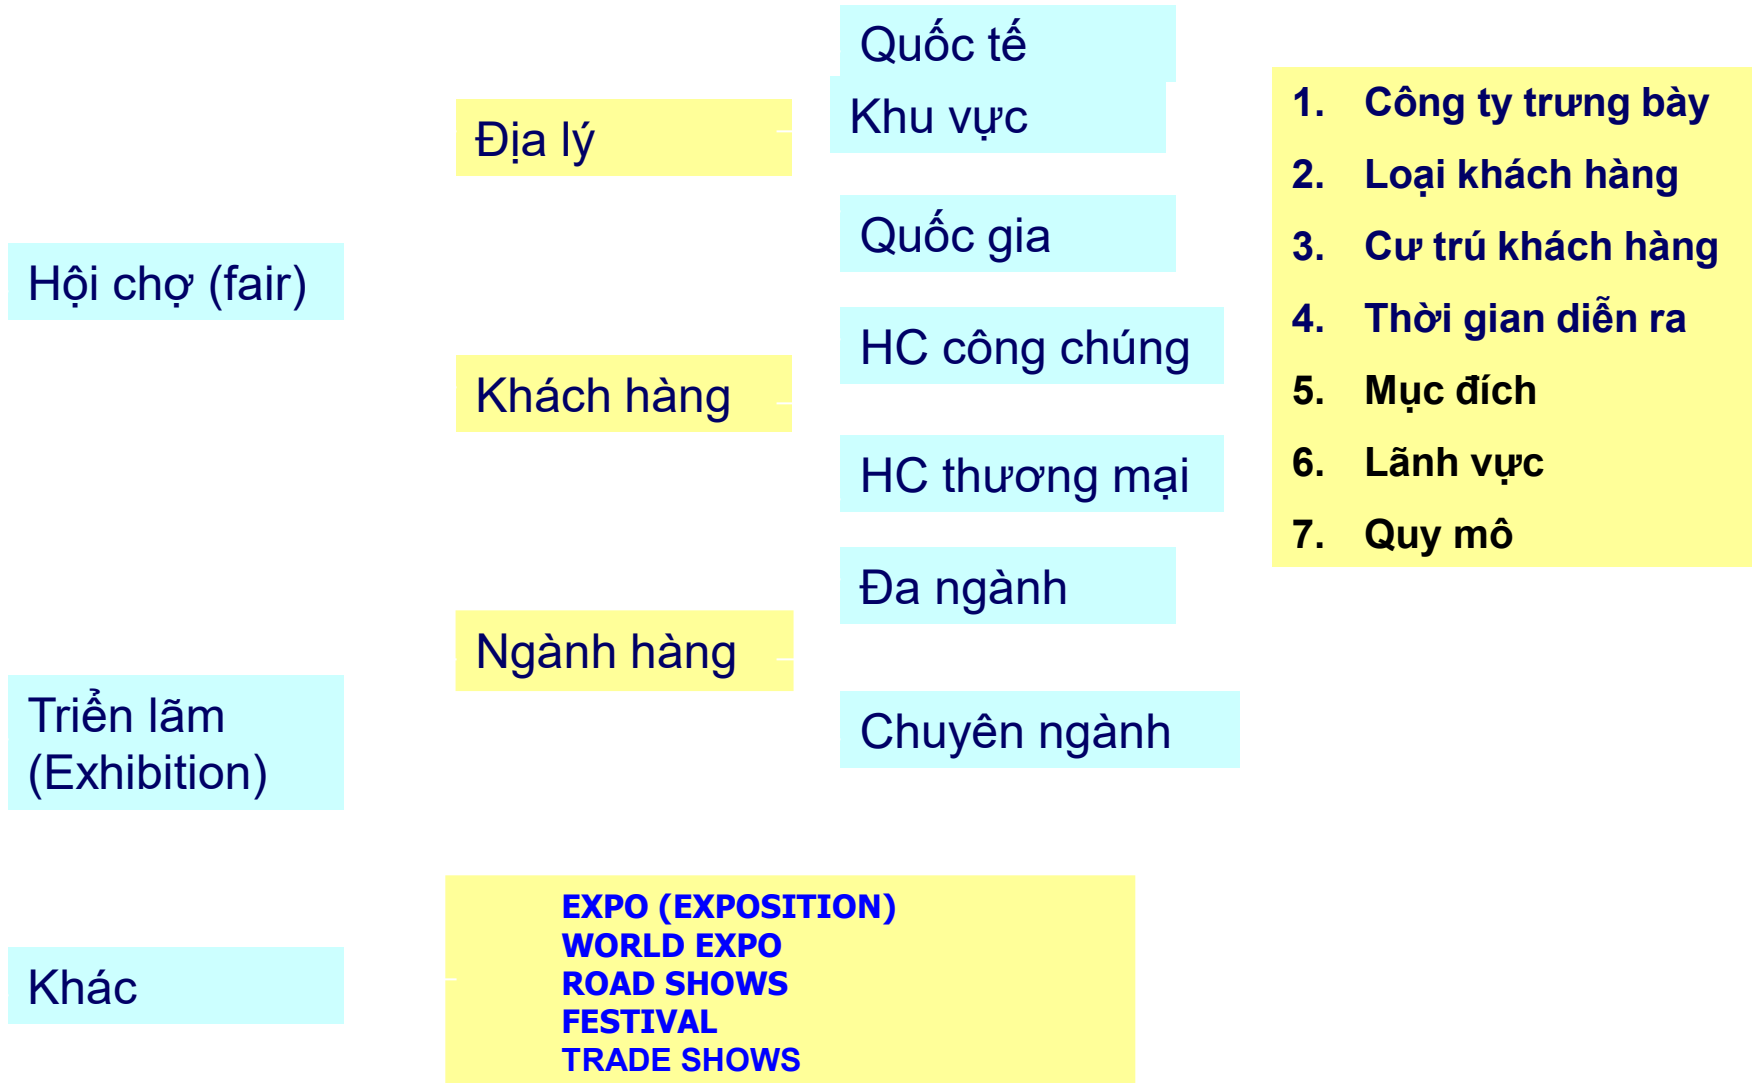 Hội chợ (fair)
Triển lãm
(Exhibition)
Khác
Địa lý
Khách hàng
Ngành hàng
Quốc tế
Khu vực
Quốc gia
HC công chúng
HC thương mại
Đa ngành
Chuyên ngành
1. Công ty trưng bày
2. Loại khách hàng
3. Cư trú khách hàng
4. Thời gian diễn ra
5. Mục đích
6. Lãnh vực
7. Quy mô
EXPO (EXPOSITION)
WORLD EXPO
ROAD SHOWS
FESTIVAL
TRADE SHOWS